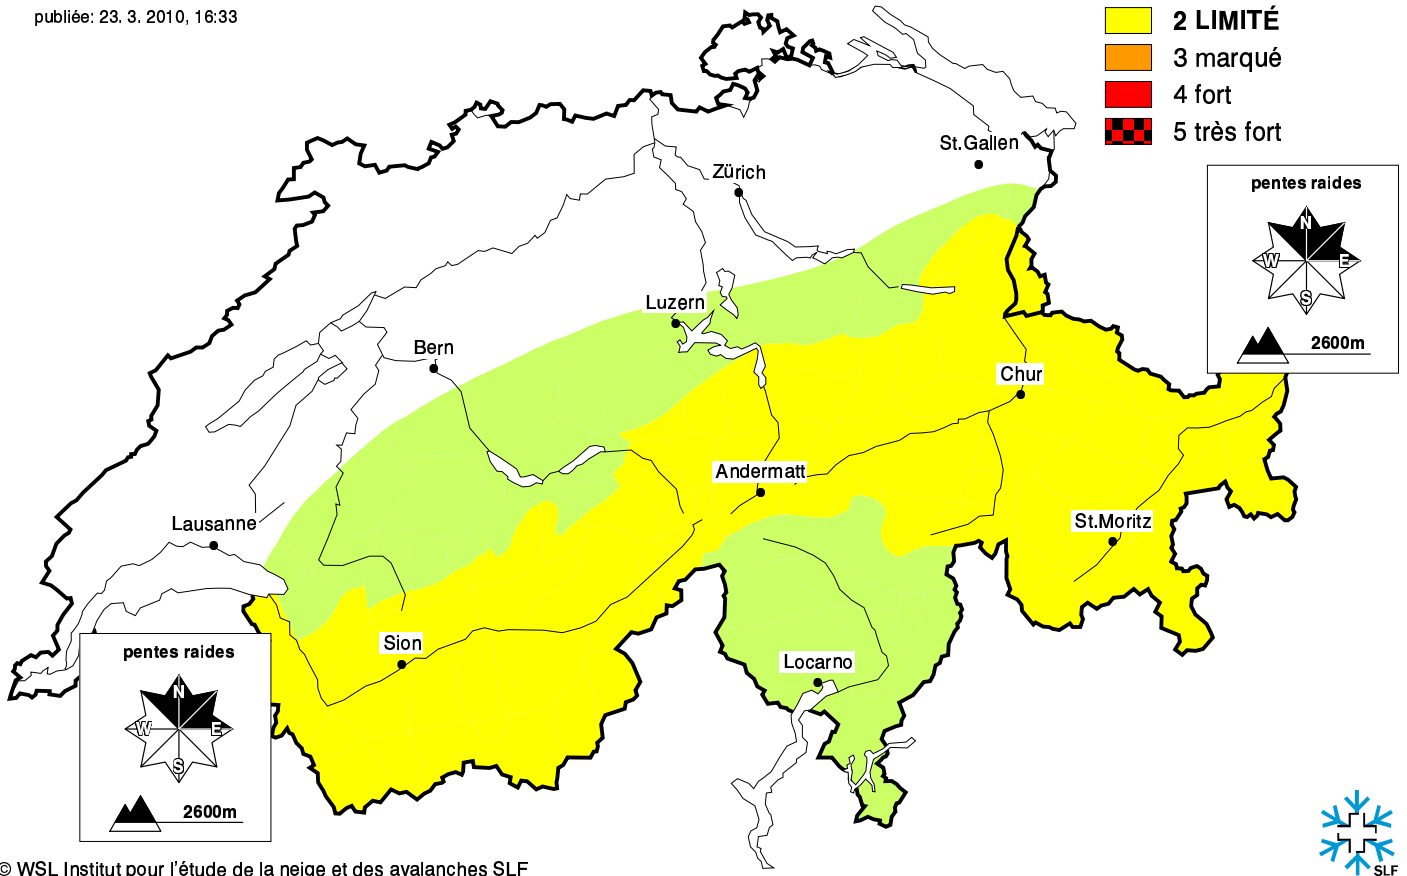 publiée: 23. 3. 2010, 16:33
2 LIMITÉ
3 marqué
4 fort
5 très fort
St.Gallen
Zürich
pentes raides
N
W E
S
2600m
Luzern
Bern
Chur
Andermatt
Lausanne
St.Moritz
Sion
Locarno
pentes raides
N
W E
S
2600m
© WSL Institut pour l'étude de la neige et des avalanches SLF
SLF